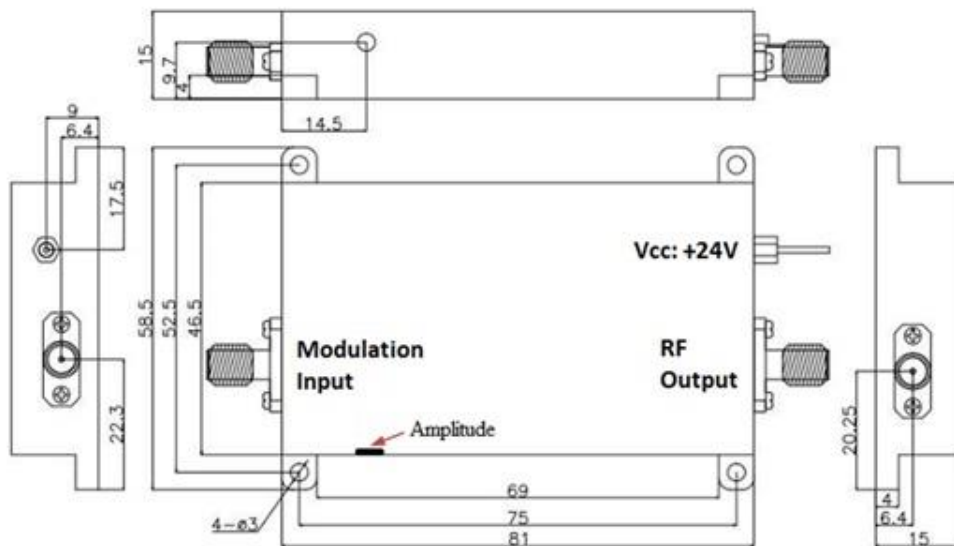 15
9.7
4
14.5
9
6.4
17.5
22.3
58.5
52.5
46.5
Vcc: +24V
Modulation
Input
RF
Output
Amplitude
4-ø3
69
75
81
20.25
4
6.4
15